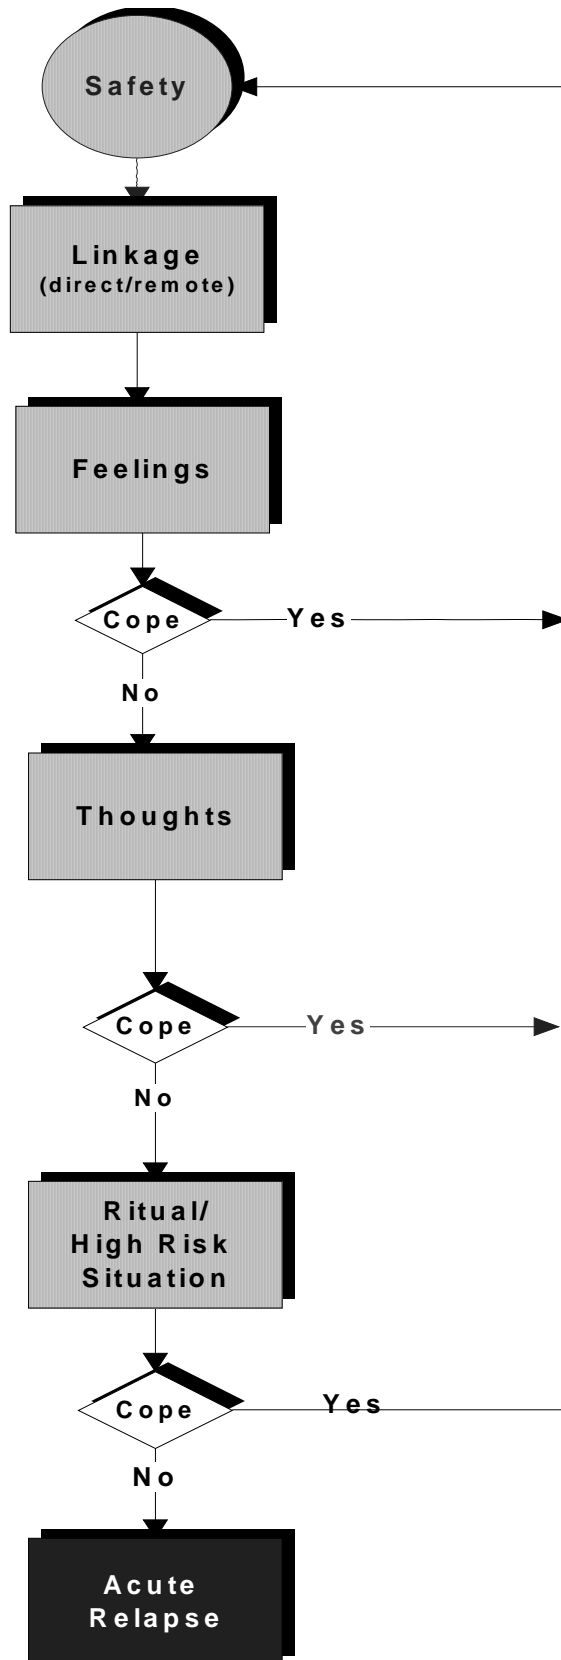 Safety
Linkage
(direct/remote)
Feelings
Cope
Yes
No
Thoughts
Cope
Yes
No
Ritual/
High Risk
Situation
Cope
Yes
No
Acute
Relapse